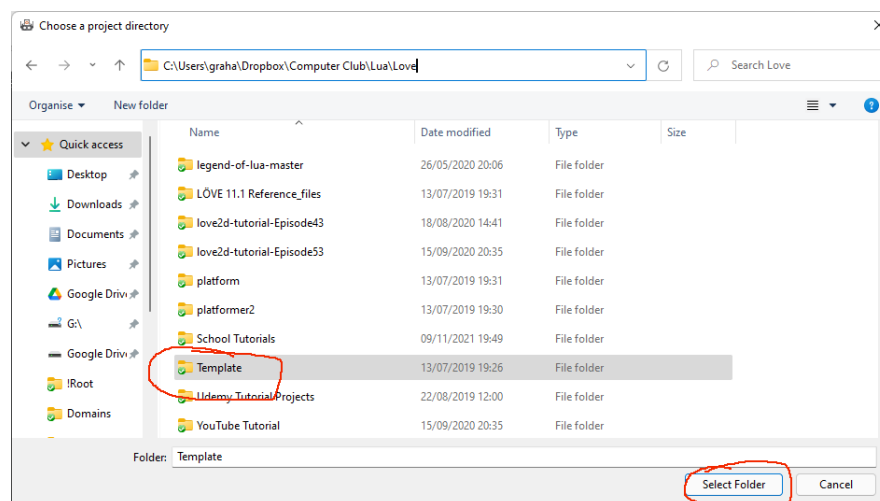 Choose a project directory
C:\Users\graha\Dropbox\Computer Club\Lua\Love
Search Love
Organise
New folder
Name Date modified Type Size
Quick access
Desktop
Downloads
Documents
Pictures
Google Driv
G:\
Google Driv
!Root
Domains
legend-of-lua-master 26/05/2020 20:06 File folder
LÖVE 11.1 Reference_files 13/07/2019 19:31 File folder
love2d-tutorial-Episode43 18/08/2020 14:41 File folder
love2d-tutorial-Episode53 15/09/2020 20:35 File folder
platform 13/07/2019 19:31 File folder
platformer2 13/07/2019 19:30 File folder
School Tutorials 09/11/2021 19:49 File folder
Template 13/07/2019 19:26 File folder
Udemy Tutorial Projects 22/08/2019 12:00 File folder
YouTube Tutorial 15/09/2020 20:35 File folder
Folder: Template
Select Folder Cancel